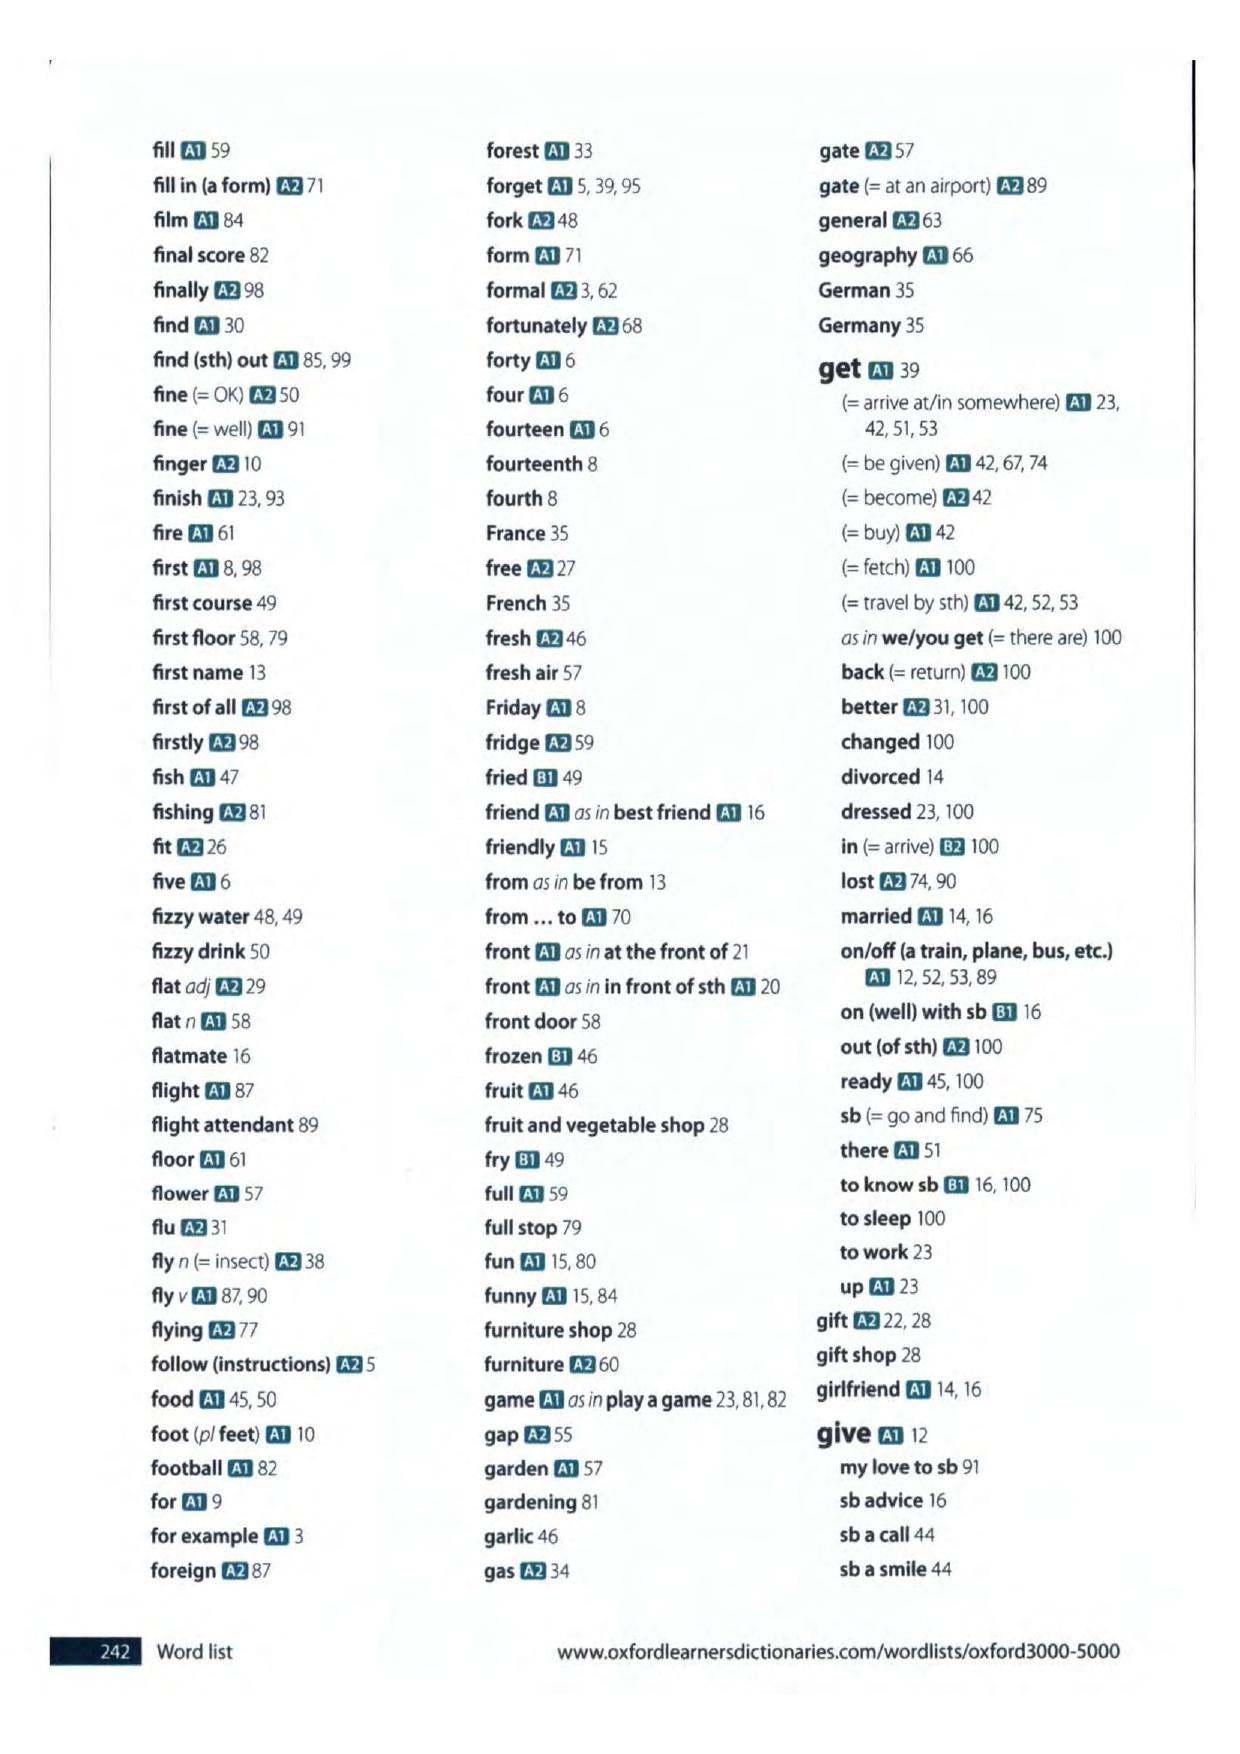 fill A1 59
fill in (a form) A2 71
film A1 84
final score 82
finally A2 98
find A1 30
find (sth) out A1 85, 99
fine (= OK) A2 50
fine (= well) A1 91
finger A2 10
finish A1 23, 93
fire A1 61
first A1 8, 98
first course 49
first floor 58, 79
first name 13
first of all A2 98
firstly A2 98
fish A1 47
fishing A2 81
fit A2 26
five A1 6
fizzy water 48, 49
fizzy drink 50
flat adj A2 29
flat n A1 58
flatmate 16
flight A1 87
flight attendant 89
floor A1 61
flower A1 57
flu A2 31
fly n (= insect) A2 38
fly v A1 87, 90
flying A2 77
follow (instructions) A2 5
food A1 45, 50
foot (pl feet) A1 10
football A1 82
for A1 9
for example A1 3
foreign A2 87
forest A1 33
forget A1 5, 39, 95
fork A2 48
form A1 71
formal A2 3, 62
fortunately A2 68
forty A1 6
four A1 6
fourteen A1 6
fourteenth 8
fourth 8
France 35
free A2 27
French 35
fresh A2 46
fresh air 57
Friday A1 8
fridge A2 59
fried B1 49
friend A1 as in best friend A1 16
friendly A1 15
from as in be from 13
from ... to A1 70
front A1 as in at the front of 21
front A1 as in in front of sth A1 20
front door 58
frozen B1 46
fruit A1 46
fruit and vegetable shop 28
fry B1 49
full A1 59
full stop 79
fun A1 15, 80
funny A1 15, 84
furniture shop 28
furniture A2 60
game A1 as in play a game 23, 81, 82
gap A2 55
garden A1 57
gardening 81
garlic 46
gas A2 34
gate A2 57
gate (= at an airport) A2 89
general A2 63
geography A1 66
German 35
Germany 35
get A1 39
(= arrive at/in somewhere) A1 23,
42, 51, 53
(= be given) A1 42, 67, 74
(= become) A2 42
(= buy) A1 42
(= fetch) A1 100
(= travel by sth) A1 42, 52, 53
as in we/you get (= there are) 100
back (= return) A2 100
better A2 31, 100
changed 100
divorced 14
dressed 23, 100
in (= arrive) B2 100
lost A2 74, 90
married A1 14, 16
on/off (a train, plane, bus, etc.)
A1 12, 52, 53, 89
on (well) with sb B1 16
out (of sth) A2 100
ready A1 45, 100
sb (= go and find) A1 75
there A1 51
to know sb B1 16, 100
to sleep 100
to work 23
up A1 23
gift A2 22, 28
gift shop 28
girlfriend A1 14, 16
give A1 12
my love to sb 91
sb advice 16
sb a call 44
sb a smile 44
242 Word list
www.oxfordlearnersdictionaries.com/wordlists/oxford3000-5000